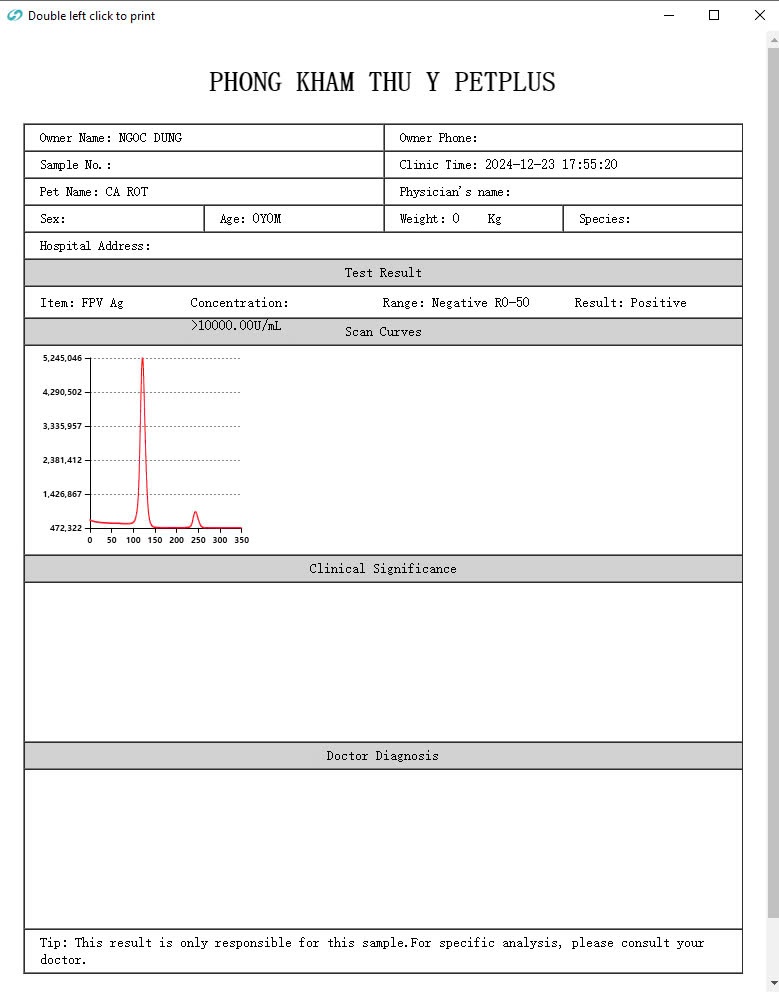 Double left click to print
PHONG KHAM THU Y PETPLUS
Owner Name: NGOC DUNG
Owner Phone:
Sample No.:
Clinic Time: 2024-12-23 17:55:20
Pet Name: CA ROT
Physician's name:
Sex:
Age: 0Y0M
Weight: 0 Kg
Species:
Hospital Address:
Test Result
Item: FPV Ag
Concentration:
>10000.00U/mL
Range: Negative R0-50
Result: Positive
Scan Curves
5,245,046
4,290,502
3,335,957
2,381,412
1,426,867
472,322
0 50 100 150 200 250 300 350
Clinical Significance
Doctor Diagnosis
Tip: This result is only responsible for this sample.For specific analysis, please consult your
doctor.